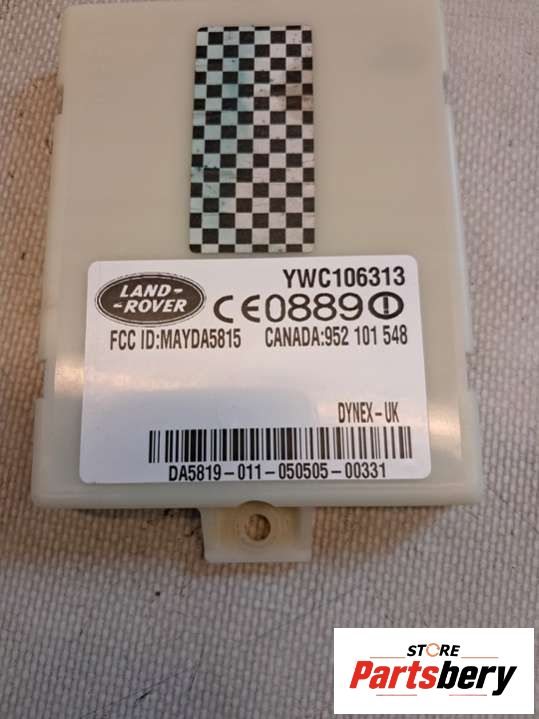 YWC106313
LAND-
-ROVER
CE0889
FCC ID:MAYDA5815 CANADA:952 101 548
DYNEX-UK
DA5819-011-050505-00331
STORE
Partsbery